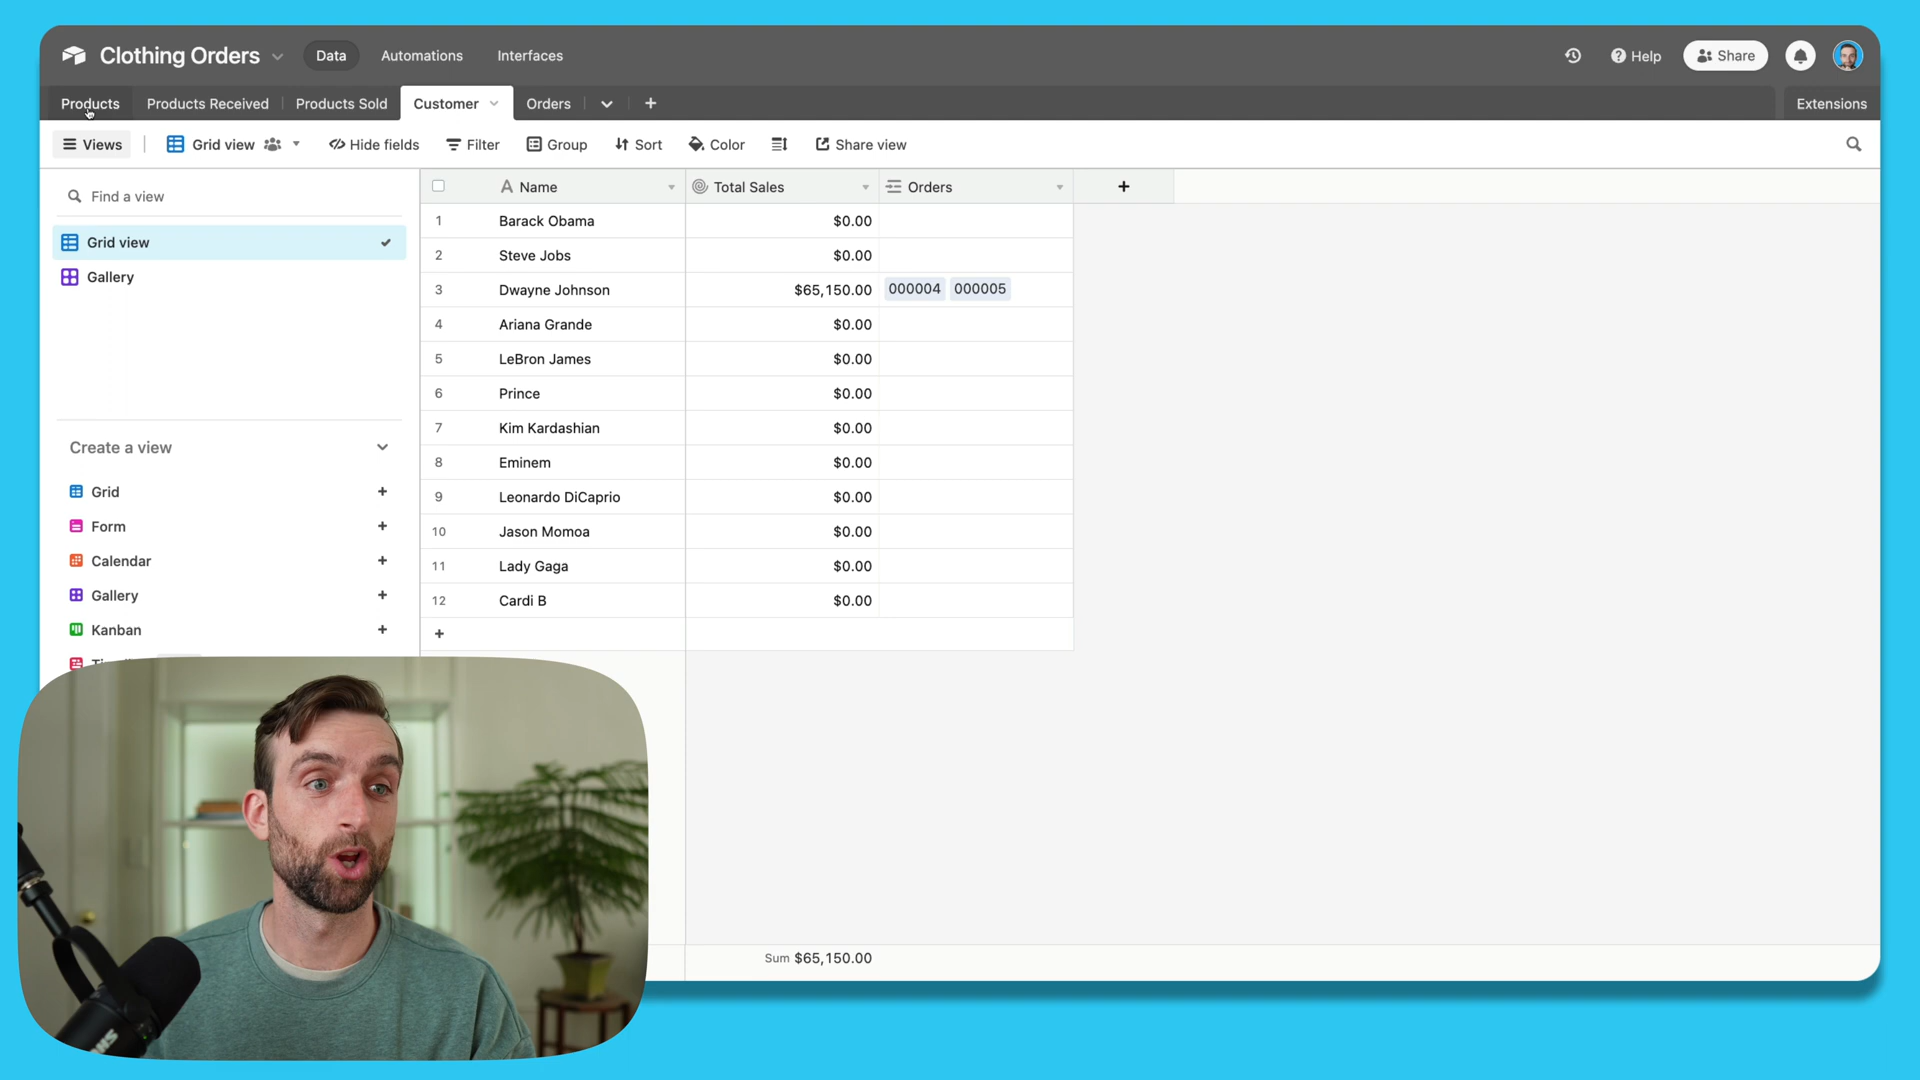 Clothing Orders
Data
Automations
Interfaces
Help
Share
Products
Products Received
Products Sold
Customer
Orders
Extensions
Views
Grid view
Hide fields
Filter
Group
Sort
Color
Share view
Find a view
Grid view
Gallery
Create a view
Grid
Form
Calendar
Gallery
Kanban
Name Total Sales Orders
1 Barack Obama $0.00
2 Steve Jobs $0.00
3 Dwayne Johnson $65,150.00 000004 000005
4 Ariana Grande $0.00
5 LeBron James $0.00
6 Prince $0.00
7 Kim Kardashian $0.00
8 Eminem $0.00
9 Leonardo DiCaprio $0.00
10 Jason Momoa $0.00
11 Lady Gaga $0.00
12 Cardi B $0.00
Sum $65,150.00